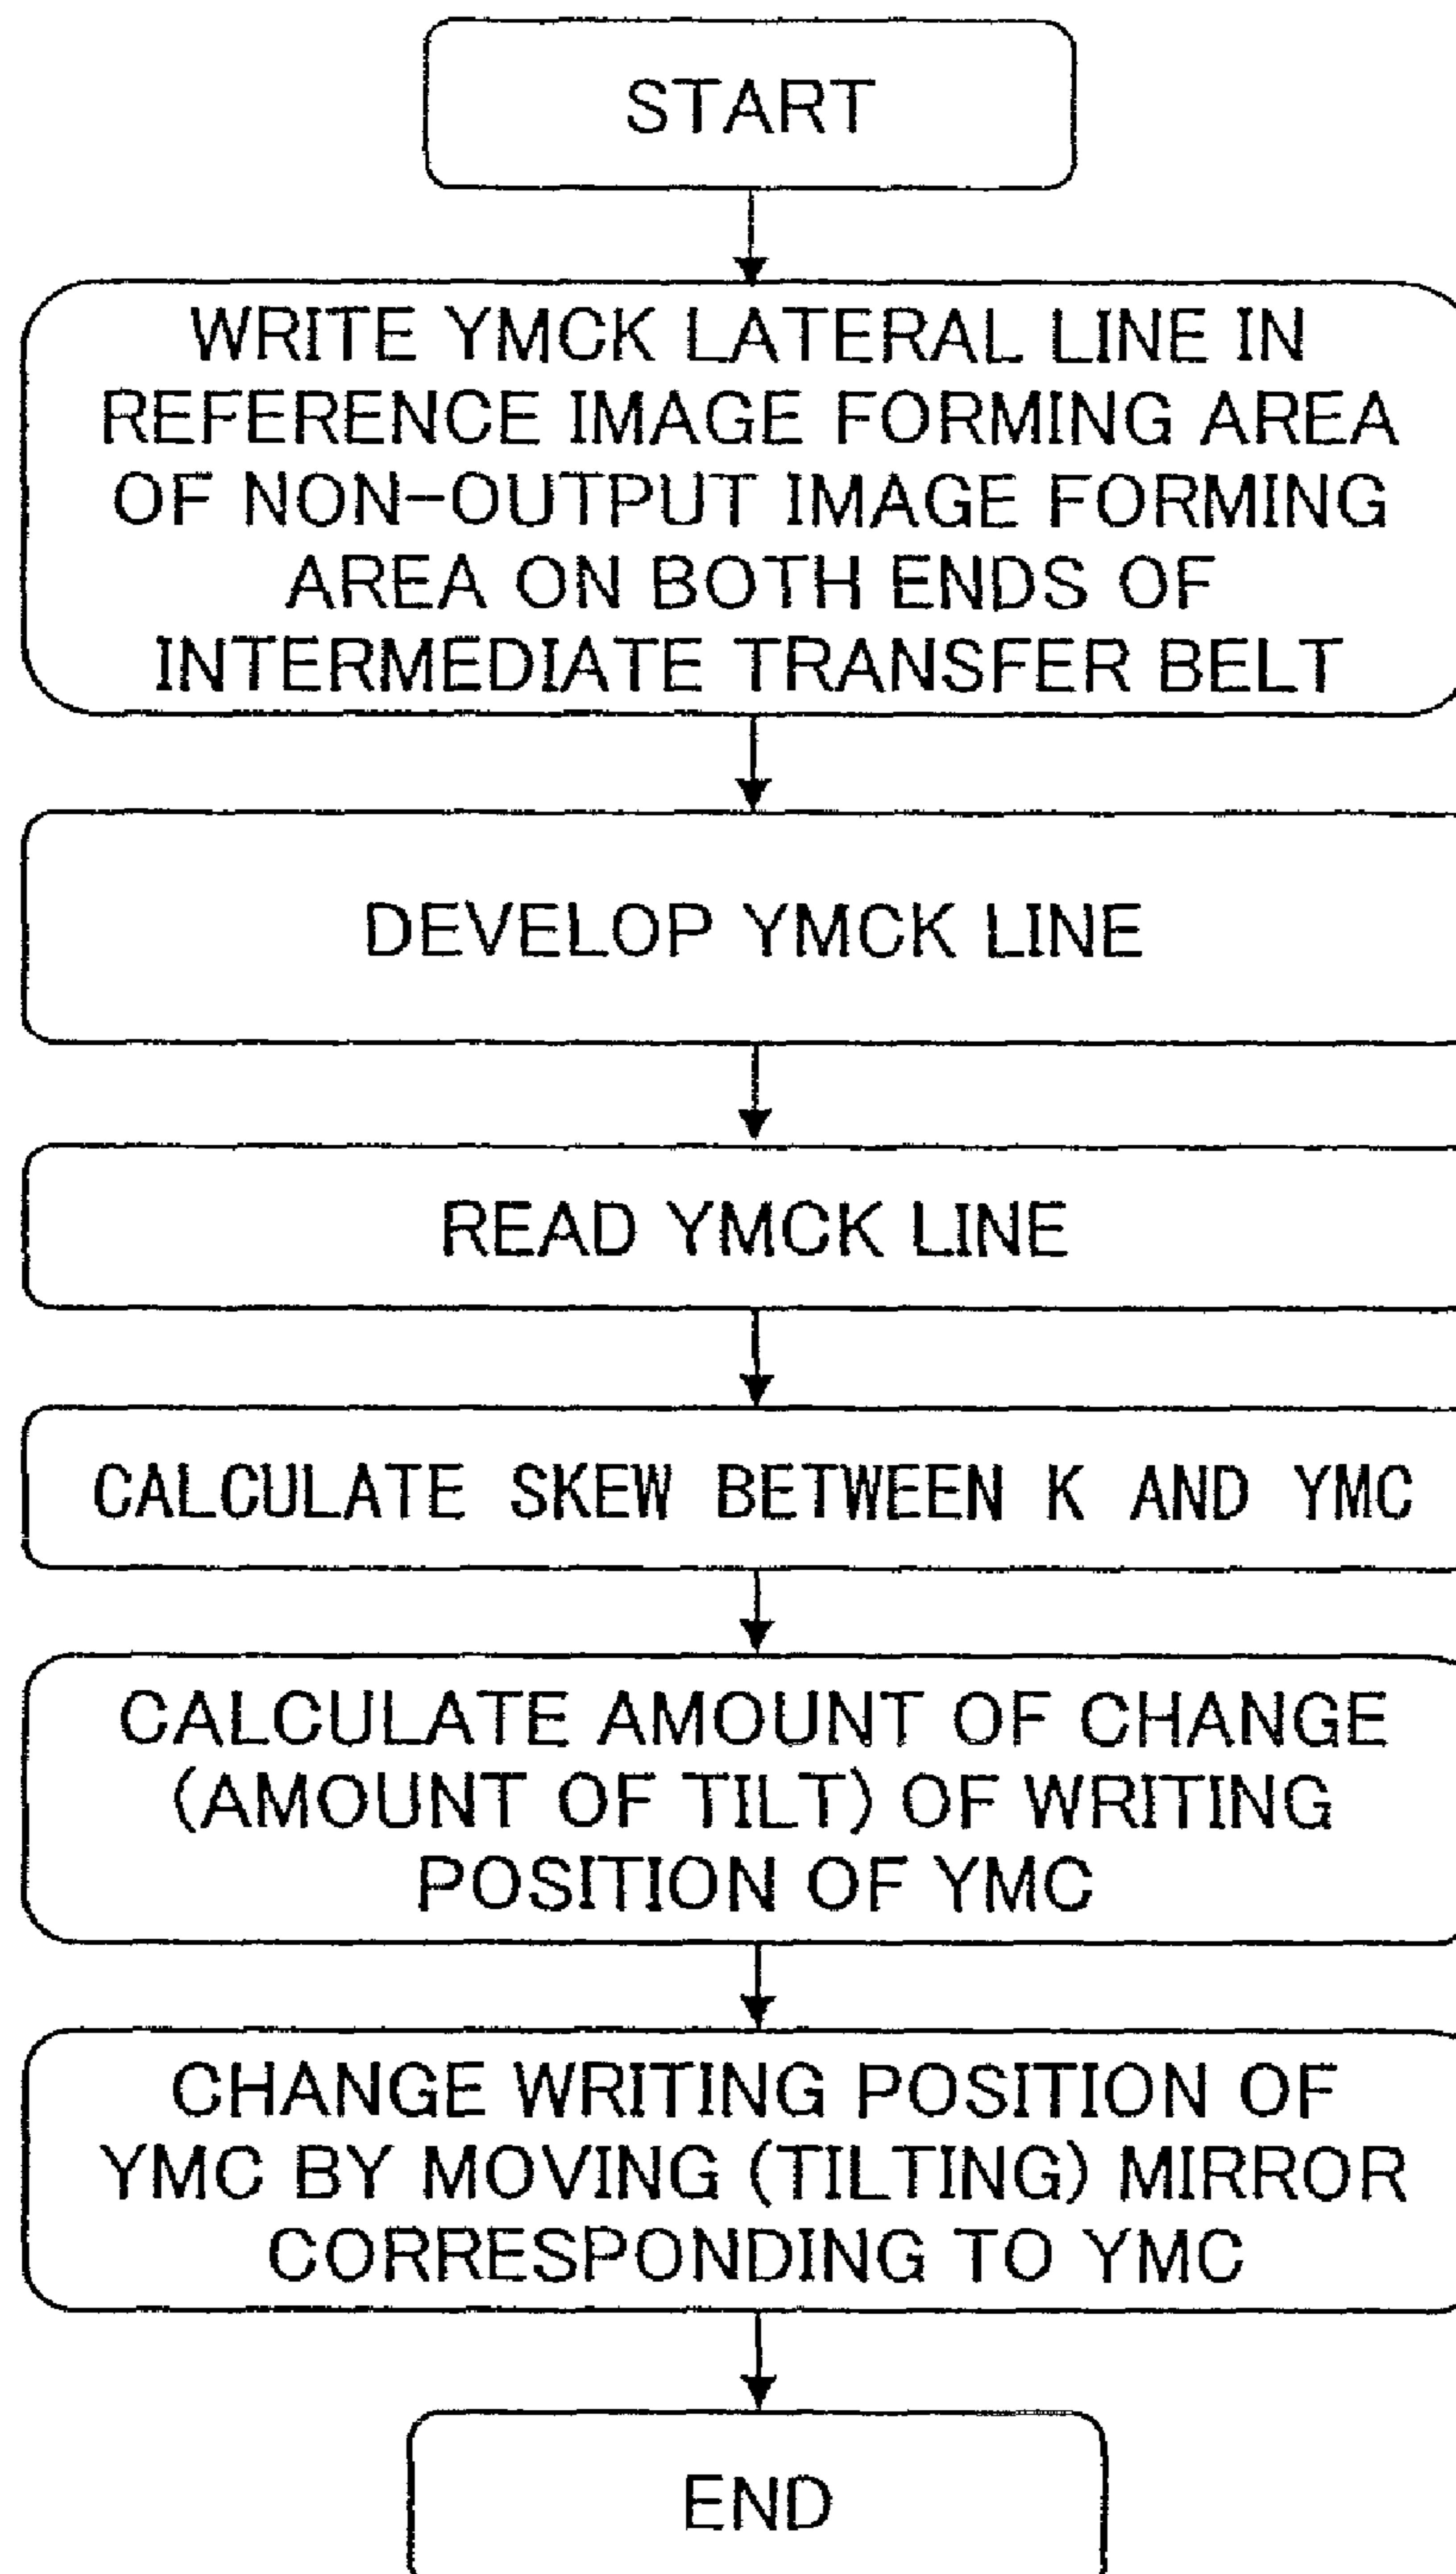 START
WRITE YMCK LATERAL LINE IN
REFERENCE IMAGE FORMING AREA
OF NON-OUTPUT IMAGE FORMING
AREA ON BOTH ENDS OF
INTERMEDIATE TRANSFER BELT
DEVELOP YMCK LINE
READ YMCK LINE
CALCULATE SKEW BETWEEN K AND YMC
CALCULATE AMOUNT OF CHANGE
(AMOUNT OF TILT) OF WRITING
POSITION OF YMC
CHANGE WRITING POSITION OF
YMC BY MOVING (TILTING) MIRROR
CORRESPONDING TO YMC
END